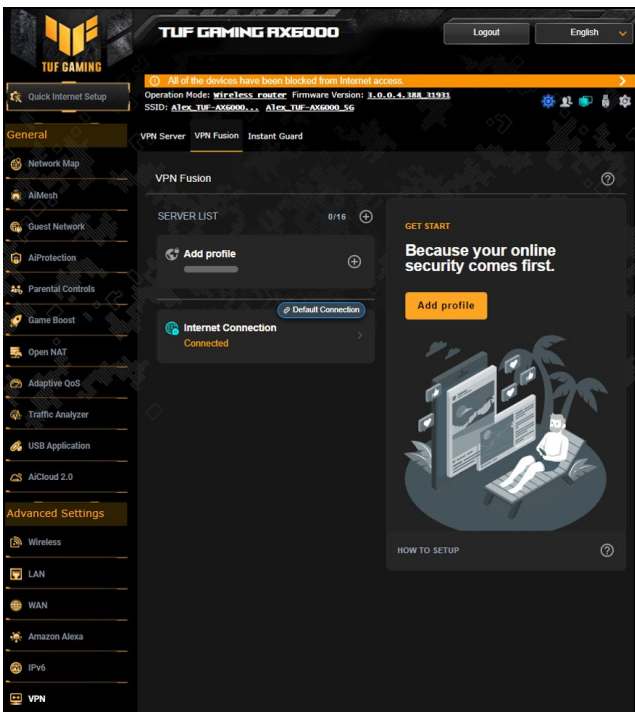 TUF GAMING
TUF GAMING AX6000
Logout
English
Quick Internet Setup
All of the devices have been blocked from Internet access.
Operation Mode: Wireless router Firmware Version: 3.0.0.4.388_31931
SSID: Alex_TUF-AX6000... Alex_TUF-AX6000_5G
General
Network Map
AiMesh
Guest Network
AiProtection
Parental Controls
Game Boost
Open NAT
Adaptive QoS
Traffic Analyzer
USB Application
AiCloud 2.0
Advanced Settings
Wireless
LAN
WAN
Amazon Alexa
IPv6
VPN
VPN Server VPN Fusion Instant Guard
VPN Fusion
SERVER LIST 0/16
Add profile
Default Connection
Internet Connection
Connected
GET START
Because your online
security comes first.
Add profile
HOW TO SETUP